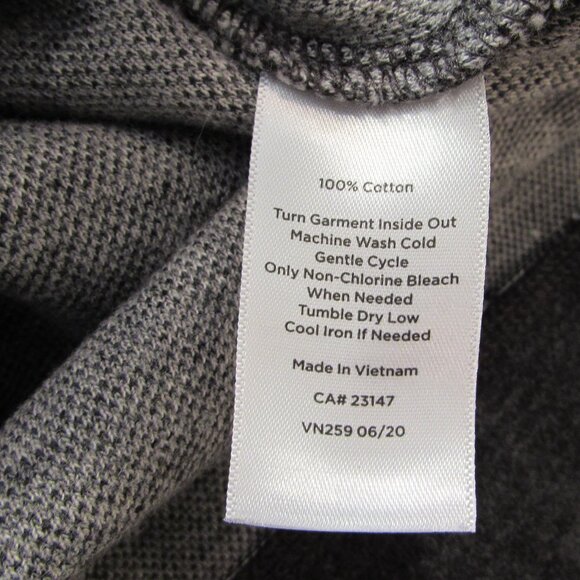 100% Cotton
Turn Garment Inside Out
Machine Wash Cold
Gentle Cycle
Only Non-Chlorine Bleach
When Needed
Tumble Dry Low
Cool Iron If Needed
Made In Vietnam
CA# 23147
VN259 06/20